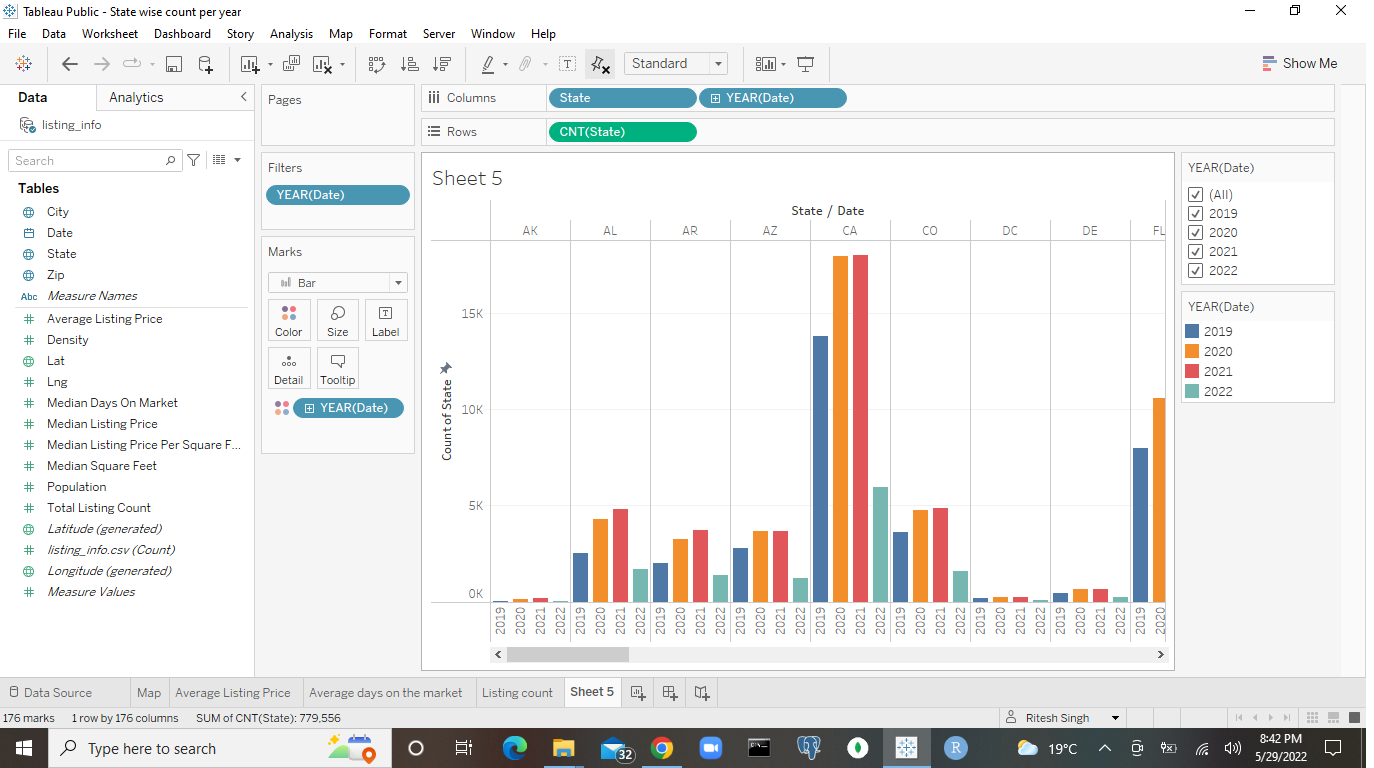 Tableau Public - State wise count per year
File Data Worksheet Dashboard Story Analysis Map Format Server Window Help
Standard
Show Me
Data Analytics
listing_info
Search
Tables
City
Date
State
Zip
Abc Measure Names
Average Listing Price
Density
Lat
Lng
Median Days On Market
Median Listing Price
Median Listing Price Per Square F...
Median Square Feet
Population
Total Listing Count
Latitude (generated)
listing_info.csv (Count)
Longitude (generated)
Measure Values
Pages
Filters
YEAR(Date)
Marks
Bar
Color Size Label
Detail Tooltip
YEAR(Date)
Columns State YEAR(Date)
Rows CNT(State)
Sheet 5
State / Date
AK AL AR AZ CA CO DC DE FL
15K
10K
5K
0K
Count of State
2019 2020 2021 2022 2019 2020 2021 2022 2019 2020 2021 2022 2019 2020 2021 2022 2019 2020 2021 2022 2019 2020 2021 2022 2019 2020 2021 2022 2019 2020 2021 2022 2019 2020
YEAR(Date)
(All)
2019
2020
2021
2022
YEAR(Date)
2019
2020
2021
2022
Data Source Map Average Listing Price Average days on the market Listing count Sheet 5
176 marks 1 row by 176 columns SUM of CNT(State): 779,556
Ritesh Singh
Type here to search
32
R
19°C
8:42 PM
5/29/2022